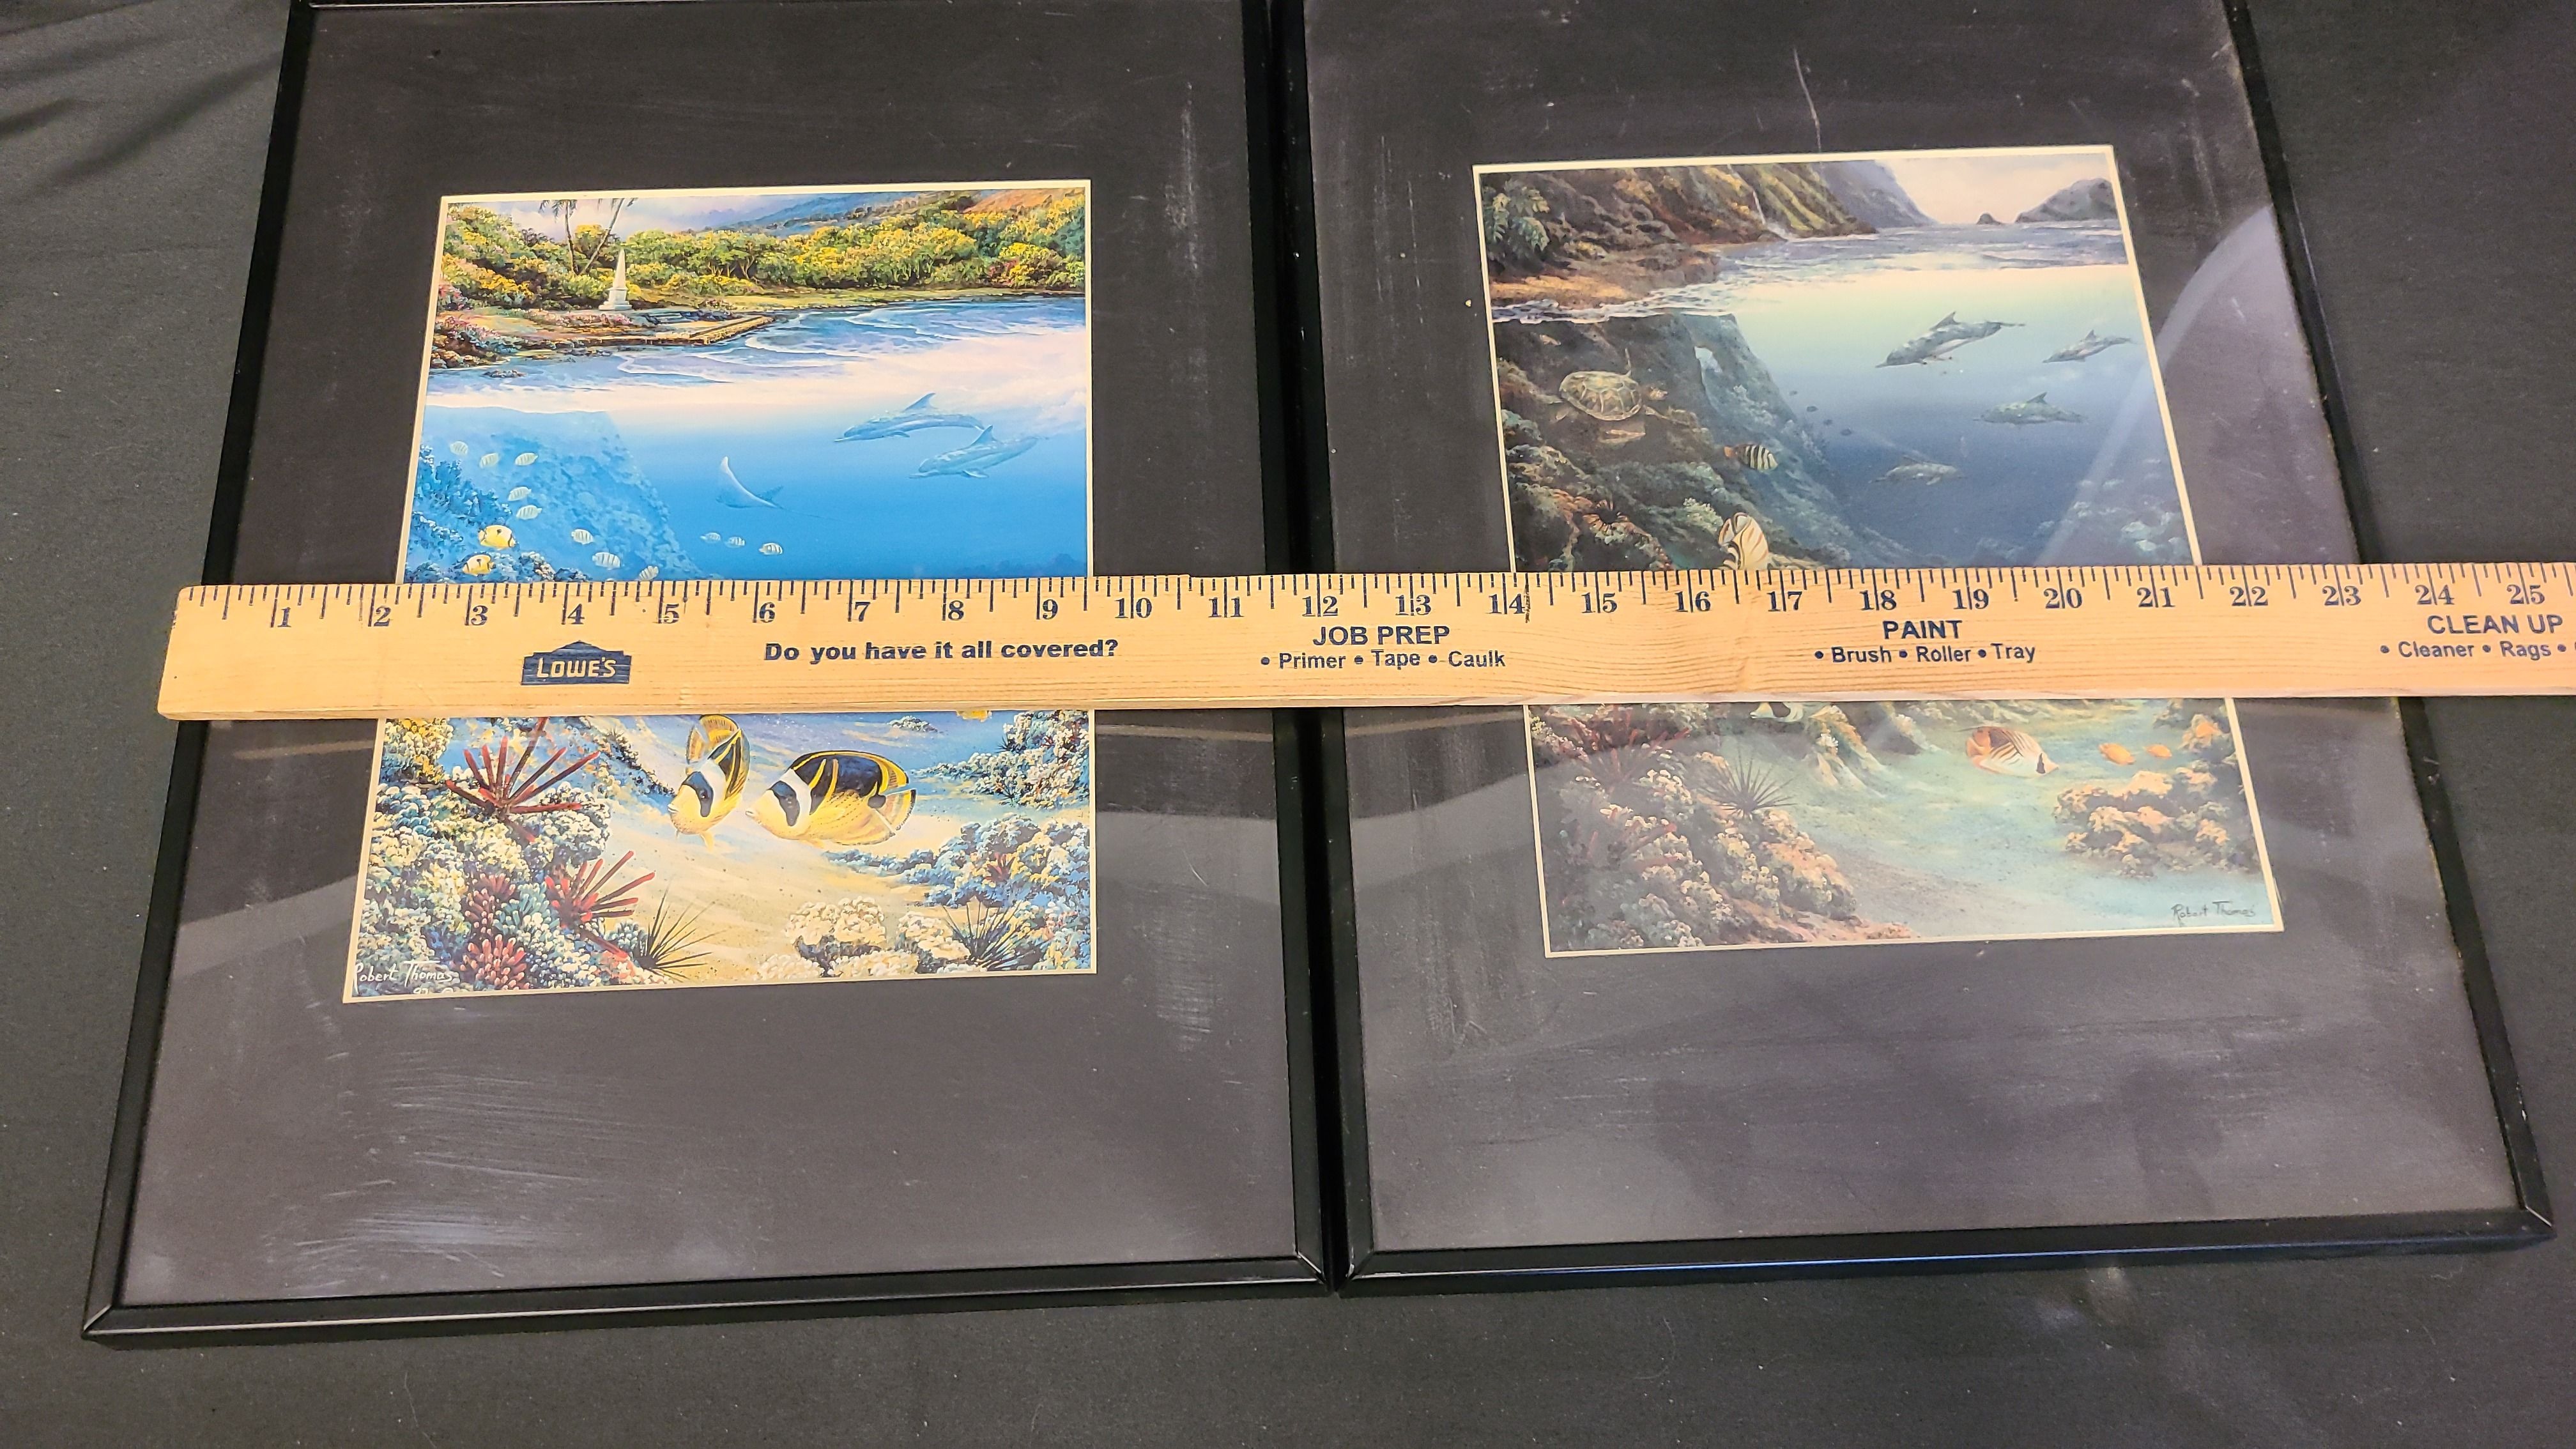 1 2 3 4 5 6 7 8 9 10 11 12 13 14 15 16 17 18 19 20 21 22 23 24 25
LOWE'S
Do you have it all covered?
JOB PREP
• Primer • Tape • Caulk
PAINT
• Brush • Roller • Tray
CLEAN UP
• Cleaner • Rags •
Robert Thomas
Robert Thomas